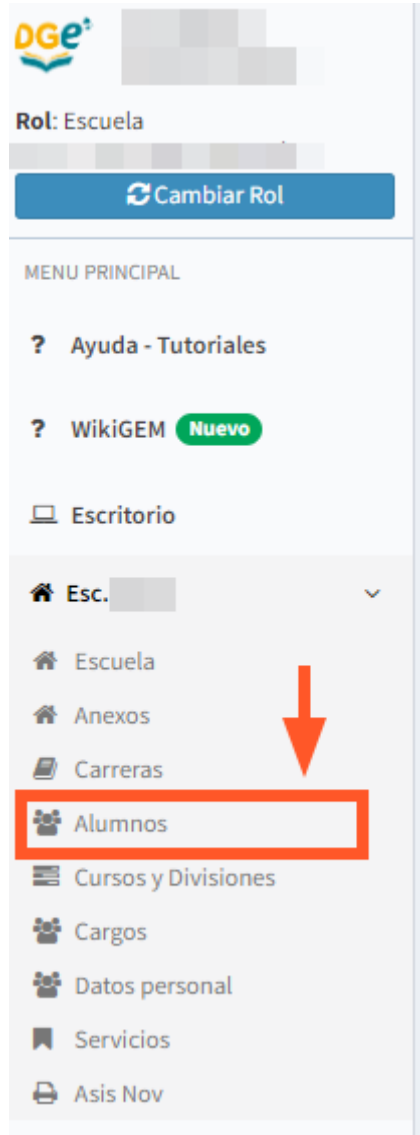 DGe
Rol: Escuela
Cambiar Rol
MENU PRINCIPAL
? Ayuda - Tutoriales
? WikiGEM Nuevo
Escritorio
Esc.
Escuela
Anexos
Carreras
Alumnos
Cursos y Divisiones
Cargos
Datos personal
Servicios
Asis Nov